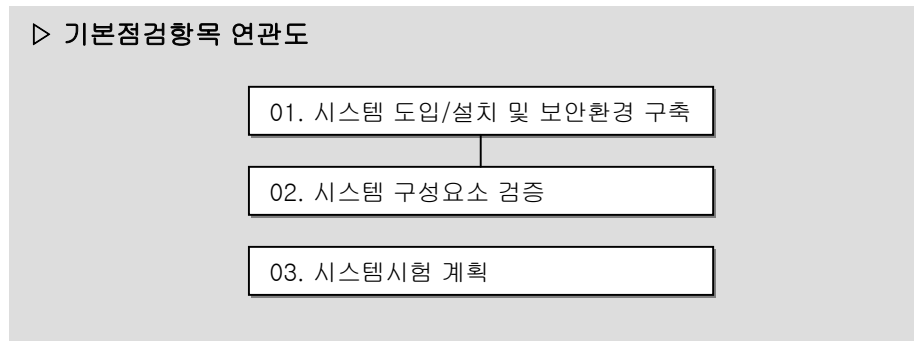 ▷ 기본점검항목 연관도
01. 시스템 도입/설치 및 보안환경 구축
02. 시스템 구성요소 검증
03. 시스템시험 계획